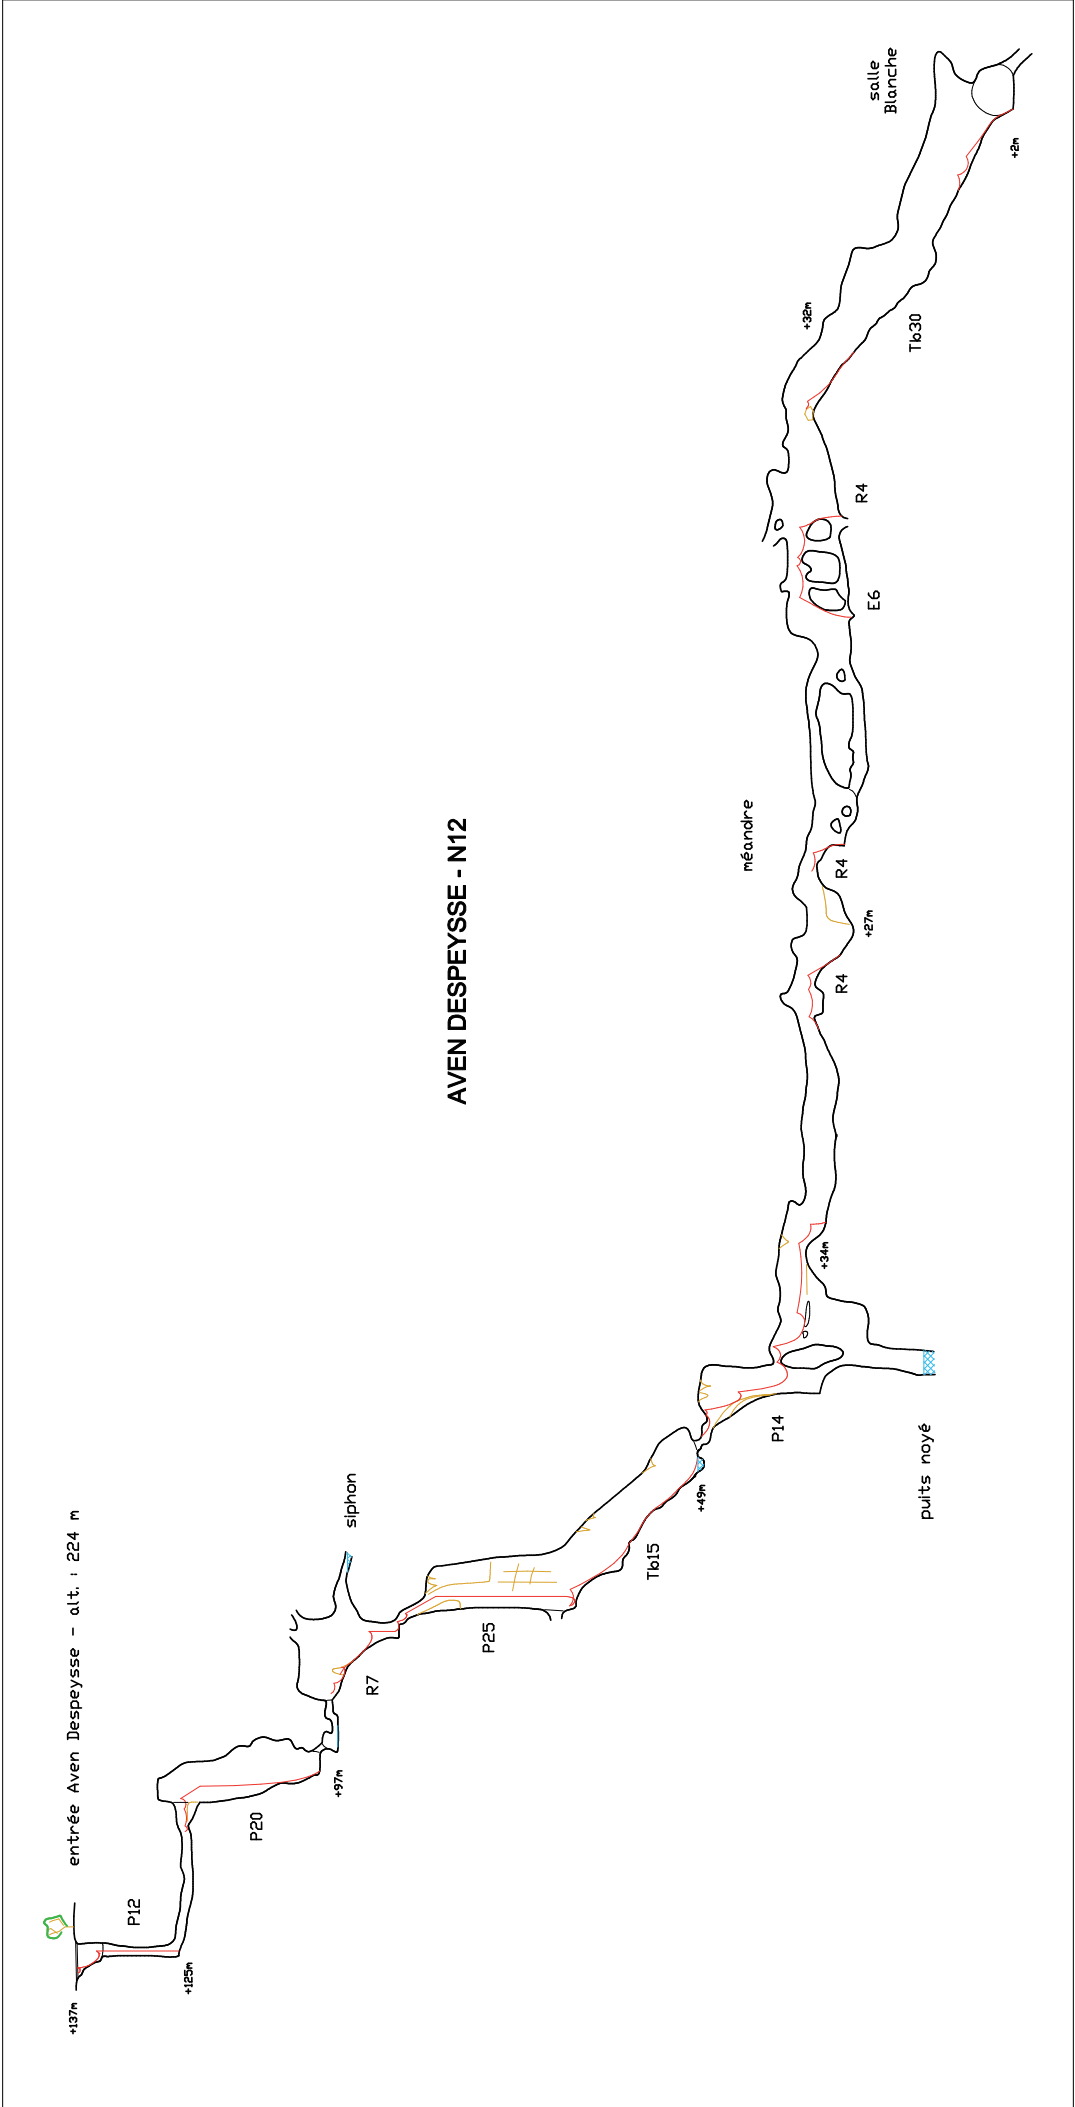 AVEN DESPEYSSE - N12
entrée Aven Despeysse - alt. : 224 m
+137m
P12
+125m
P20
+97m
R7
siphon
P25
Tb15
+49m
P14
puits noyé
+34m
R4
+27m
R4
méandre
E6
R4
+32m
Tb30
salle
Blanche
+2m